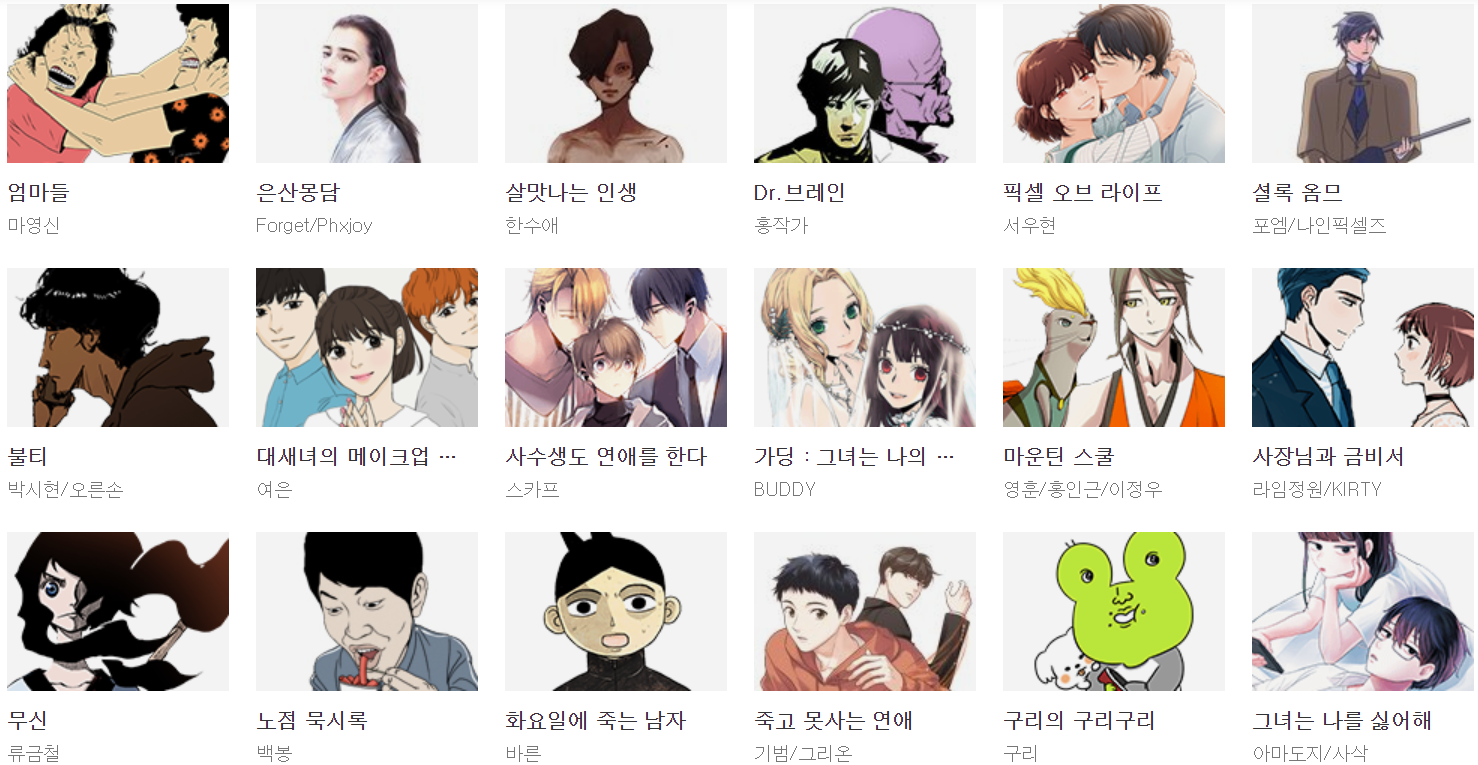 엄마들
마영신
은산몽담
Forget/Phxjoy
살맛나는 인생
한수애
Dr.브레인
홍작가
픽셀 오브 라이프
서우현
셜록 옴므
포엠/나인픽셀즈
불티
박시현/오른손
대새녀의 메이크업 …
여은
사수생도 연애를 한다
스카프
가딩 : 그녀는 나의 …
BUDDY
마운틴 스쿨
영훈/홍인근/이정우
사장님과 금비서
라임정원/KIRTY
무신
류금철
노점 묵시록
백봉
화요일에 죽는 남자
바른
죽고 못사는 연애
기범/그리온
구리의 구리구리
구리
그녀는 나를 싫어해
아마도지/사삭